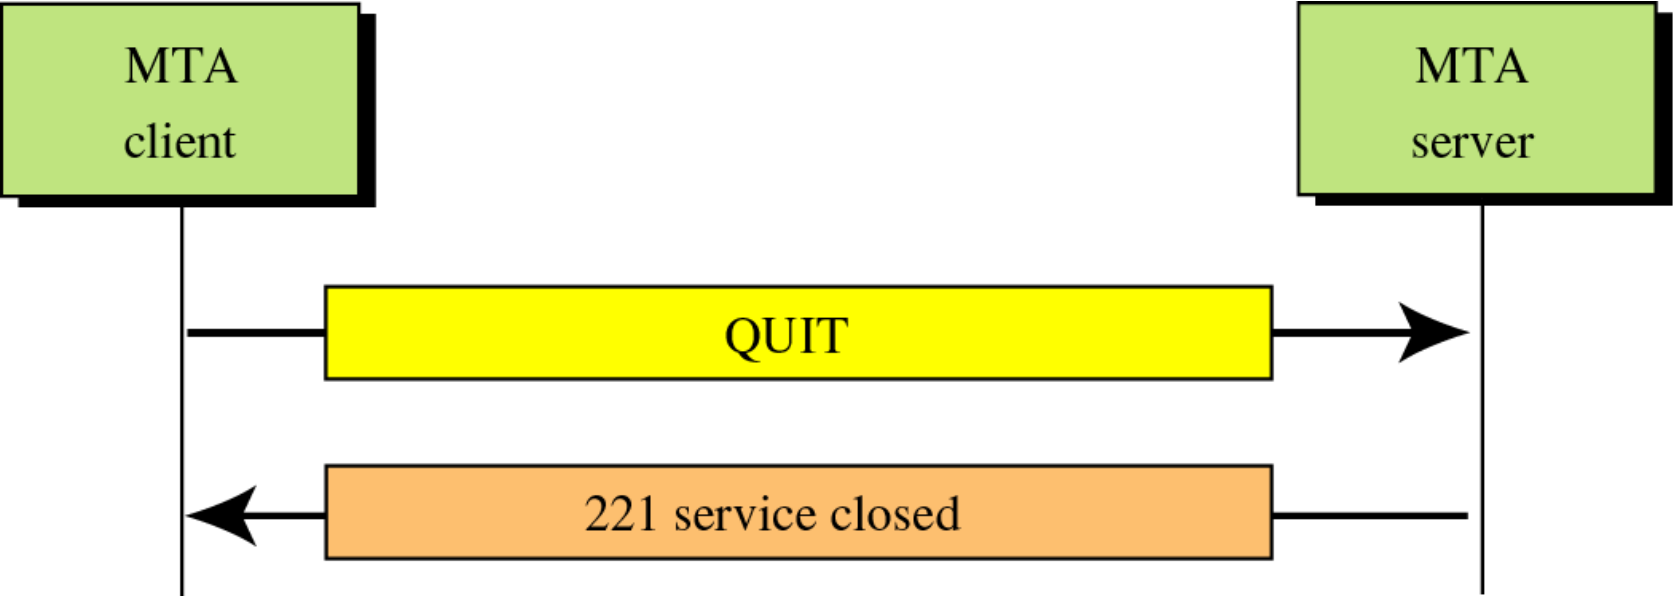 MTA
client
MTA
server
QUIT
221 service closed